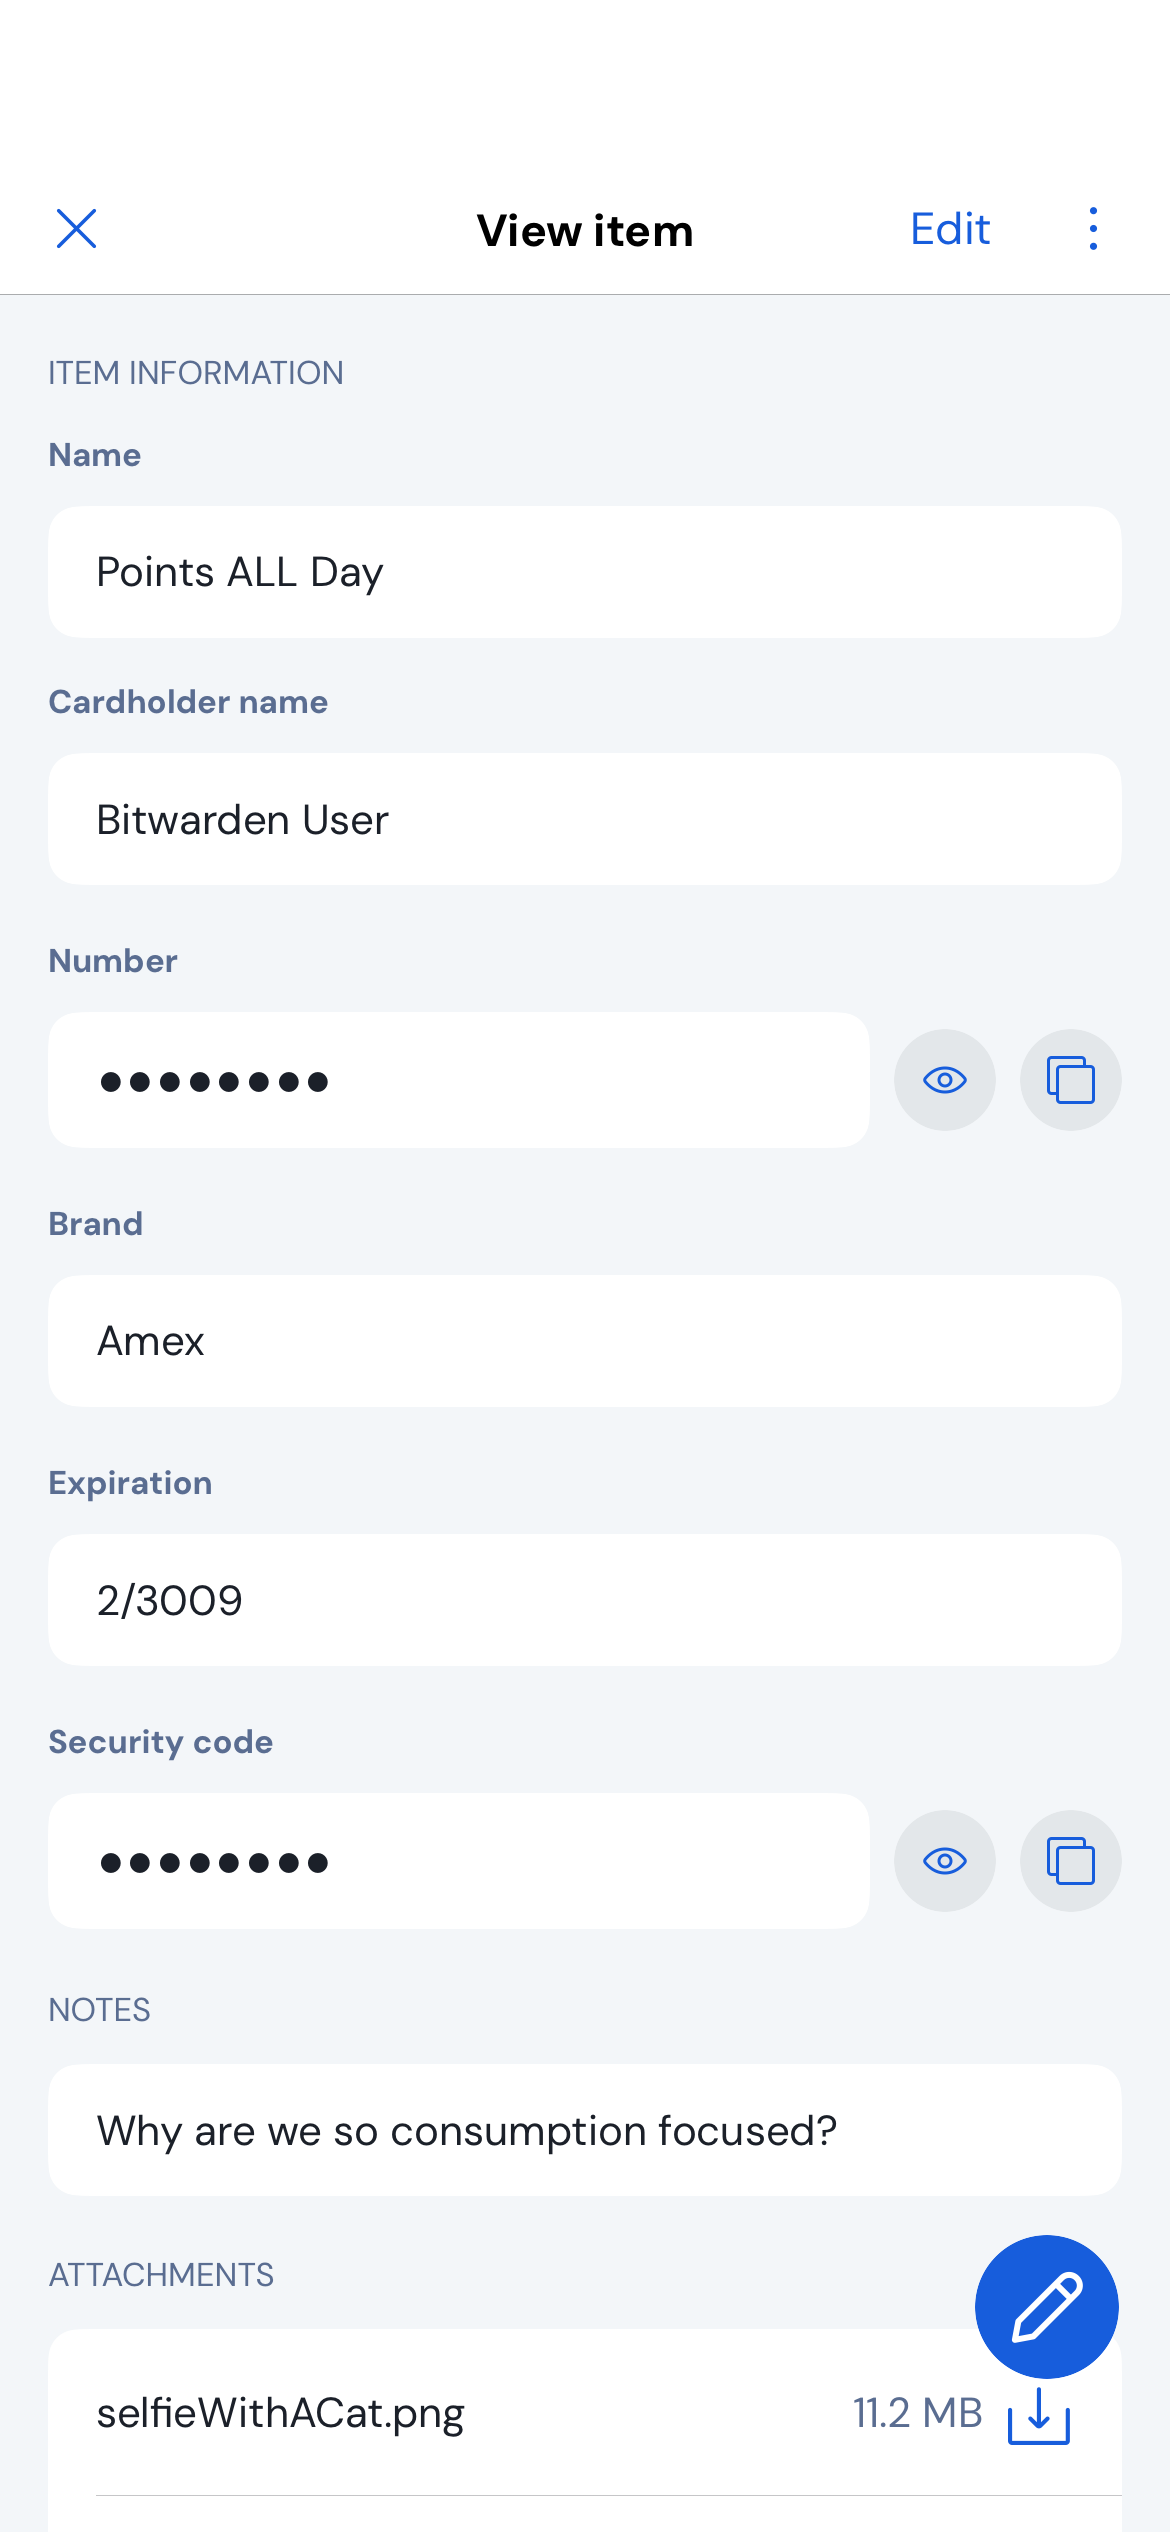 View item
Edit
ITEM INFORMATION
Name
Points ALL Day
Cardholder name
Bitwarden User
Number
••••••••
Brand
Amex
Expiration
2/3009
Security code
••••••••
NOTES
Why are we so consumption focused?
ATTACHMENTS
selfieWithACat.png
11.2 MB